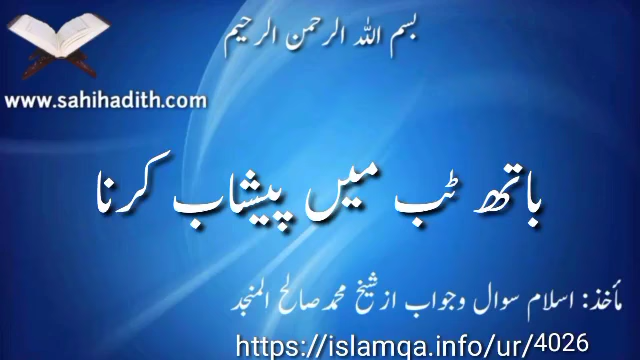 بسم اللہ الرحمن الرحیم
www.sahihadith.com
باتھ ٹب میں پیشاب کرنا
مأخذ: اسلام سوال وجواب از شیخ محمد صالح المنجد
https://islamqa.info/ur/4026